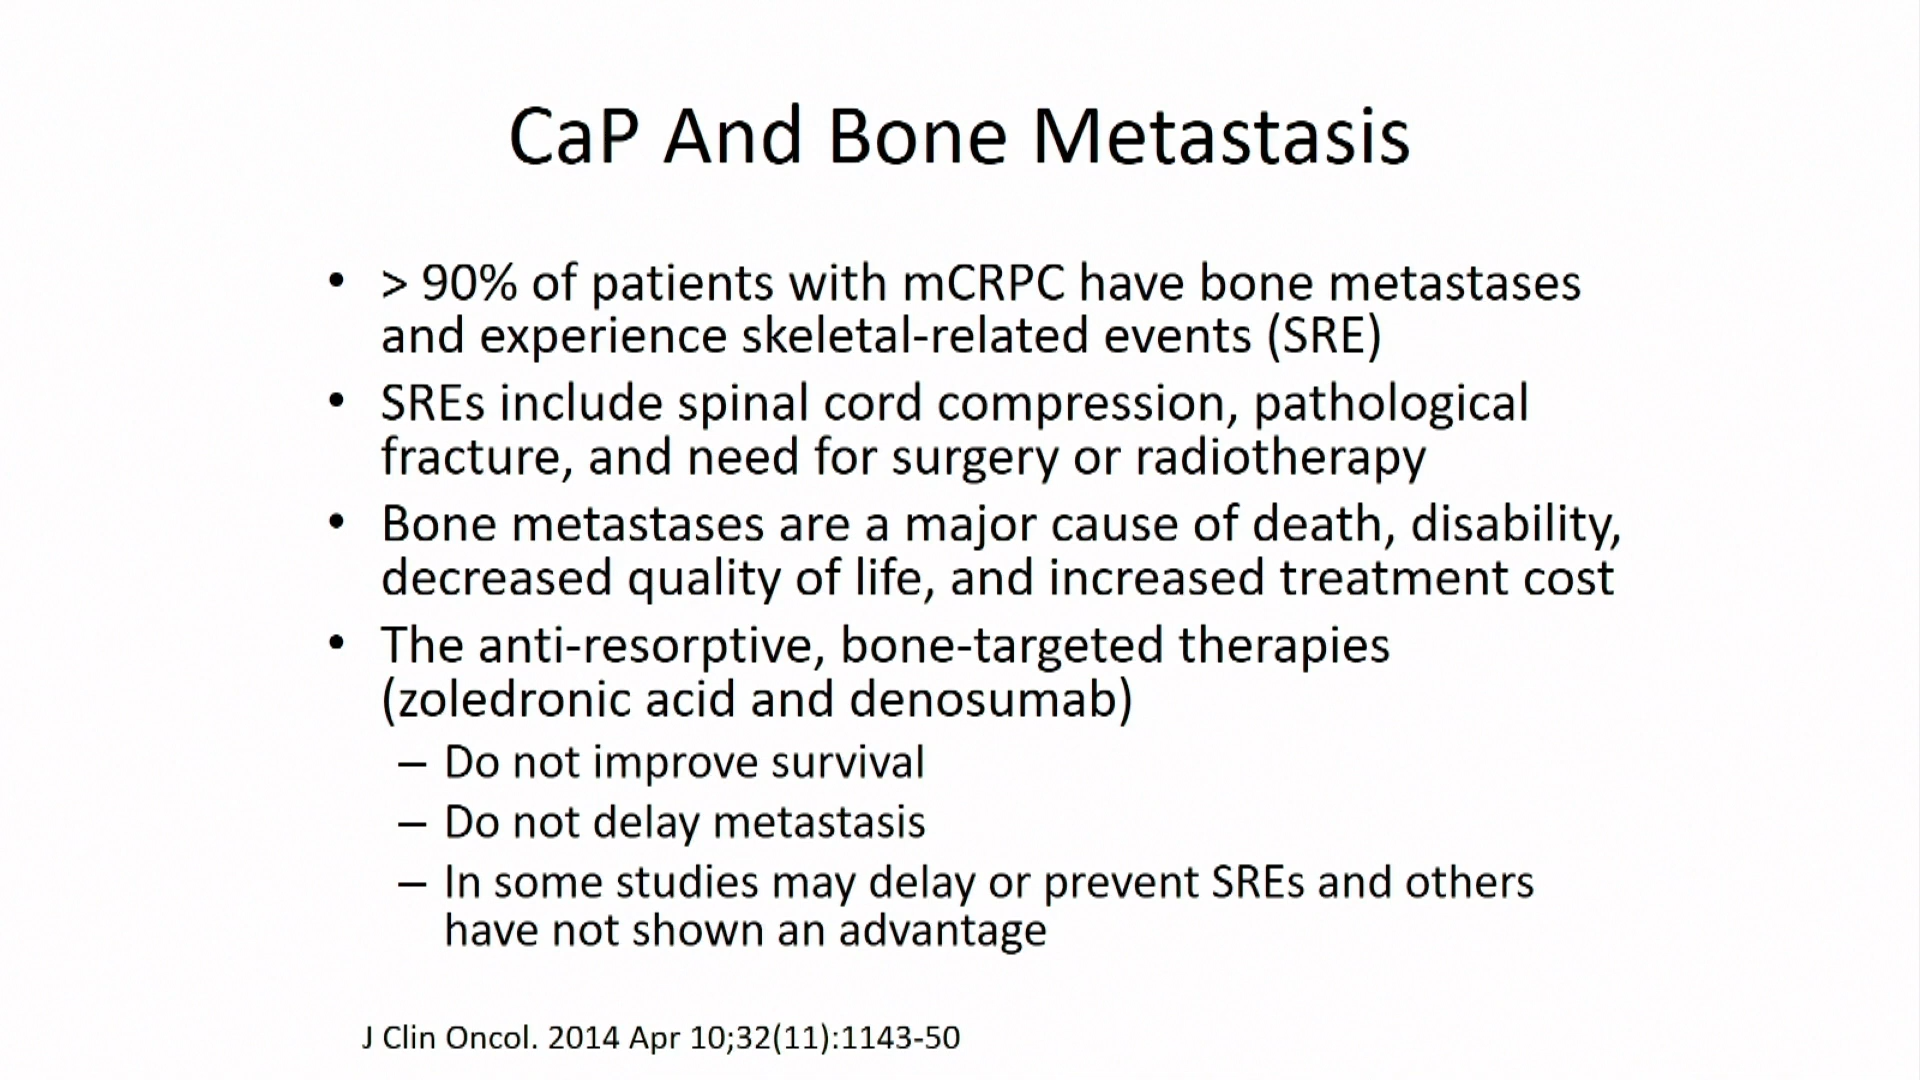 CaP And Bone Metastasis
• > 90% of patients with mCRPC have bone metastases
and experience skeletal-related events (SRE)
• SREs include spinal cord compression, pathological
fracture, and need for surgery or radiotherapy
• Bone metastases are a major cause of death, disability,
decreased quality of life, and increased treatment cost
• The anti-resorptive, bone-targeted therapies
(zoledronic acid and denosumab)
– Do not improve survival
– Do not delay metastasis
– In some studies may delay or prevent SREs and others
have not shown an advantage
J Clin Oncol. 2014 Apr 10;32(11):1143-50